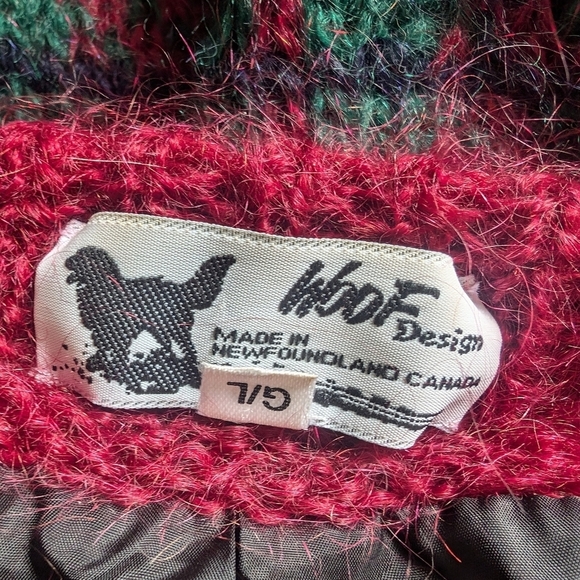 WOOF
Design
MADE IN
NEWFOUNDLAND CANADA
G/L